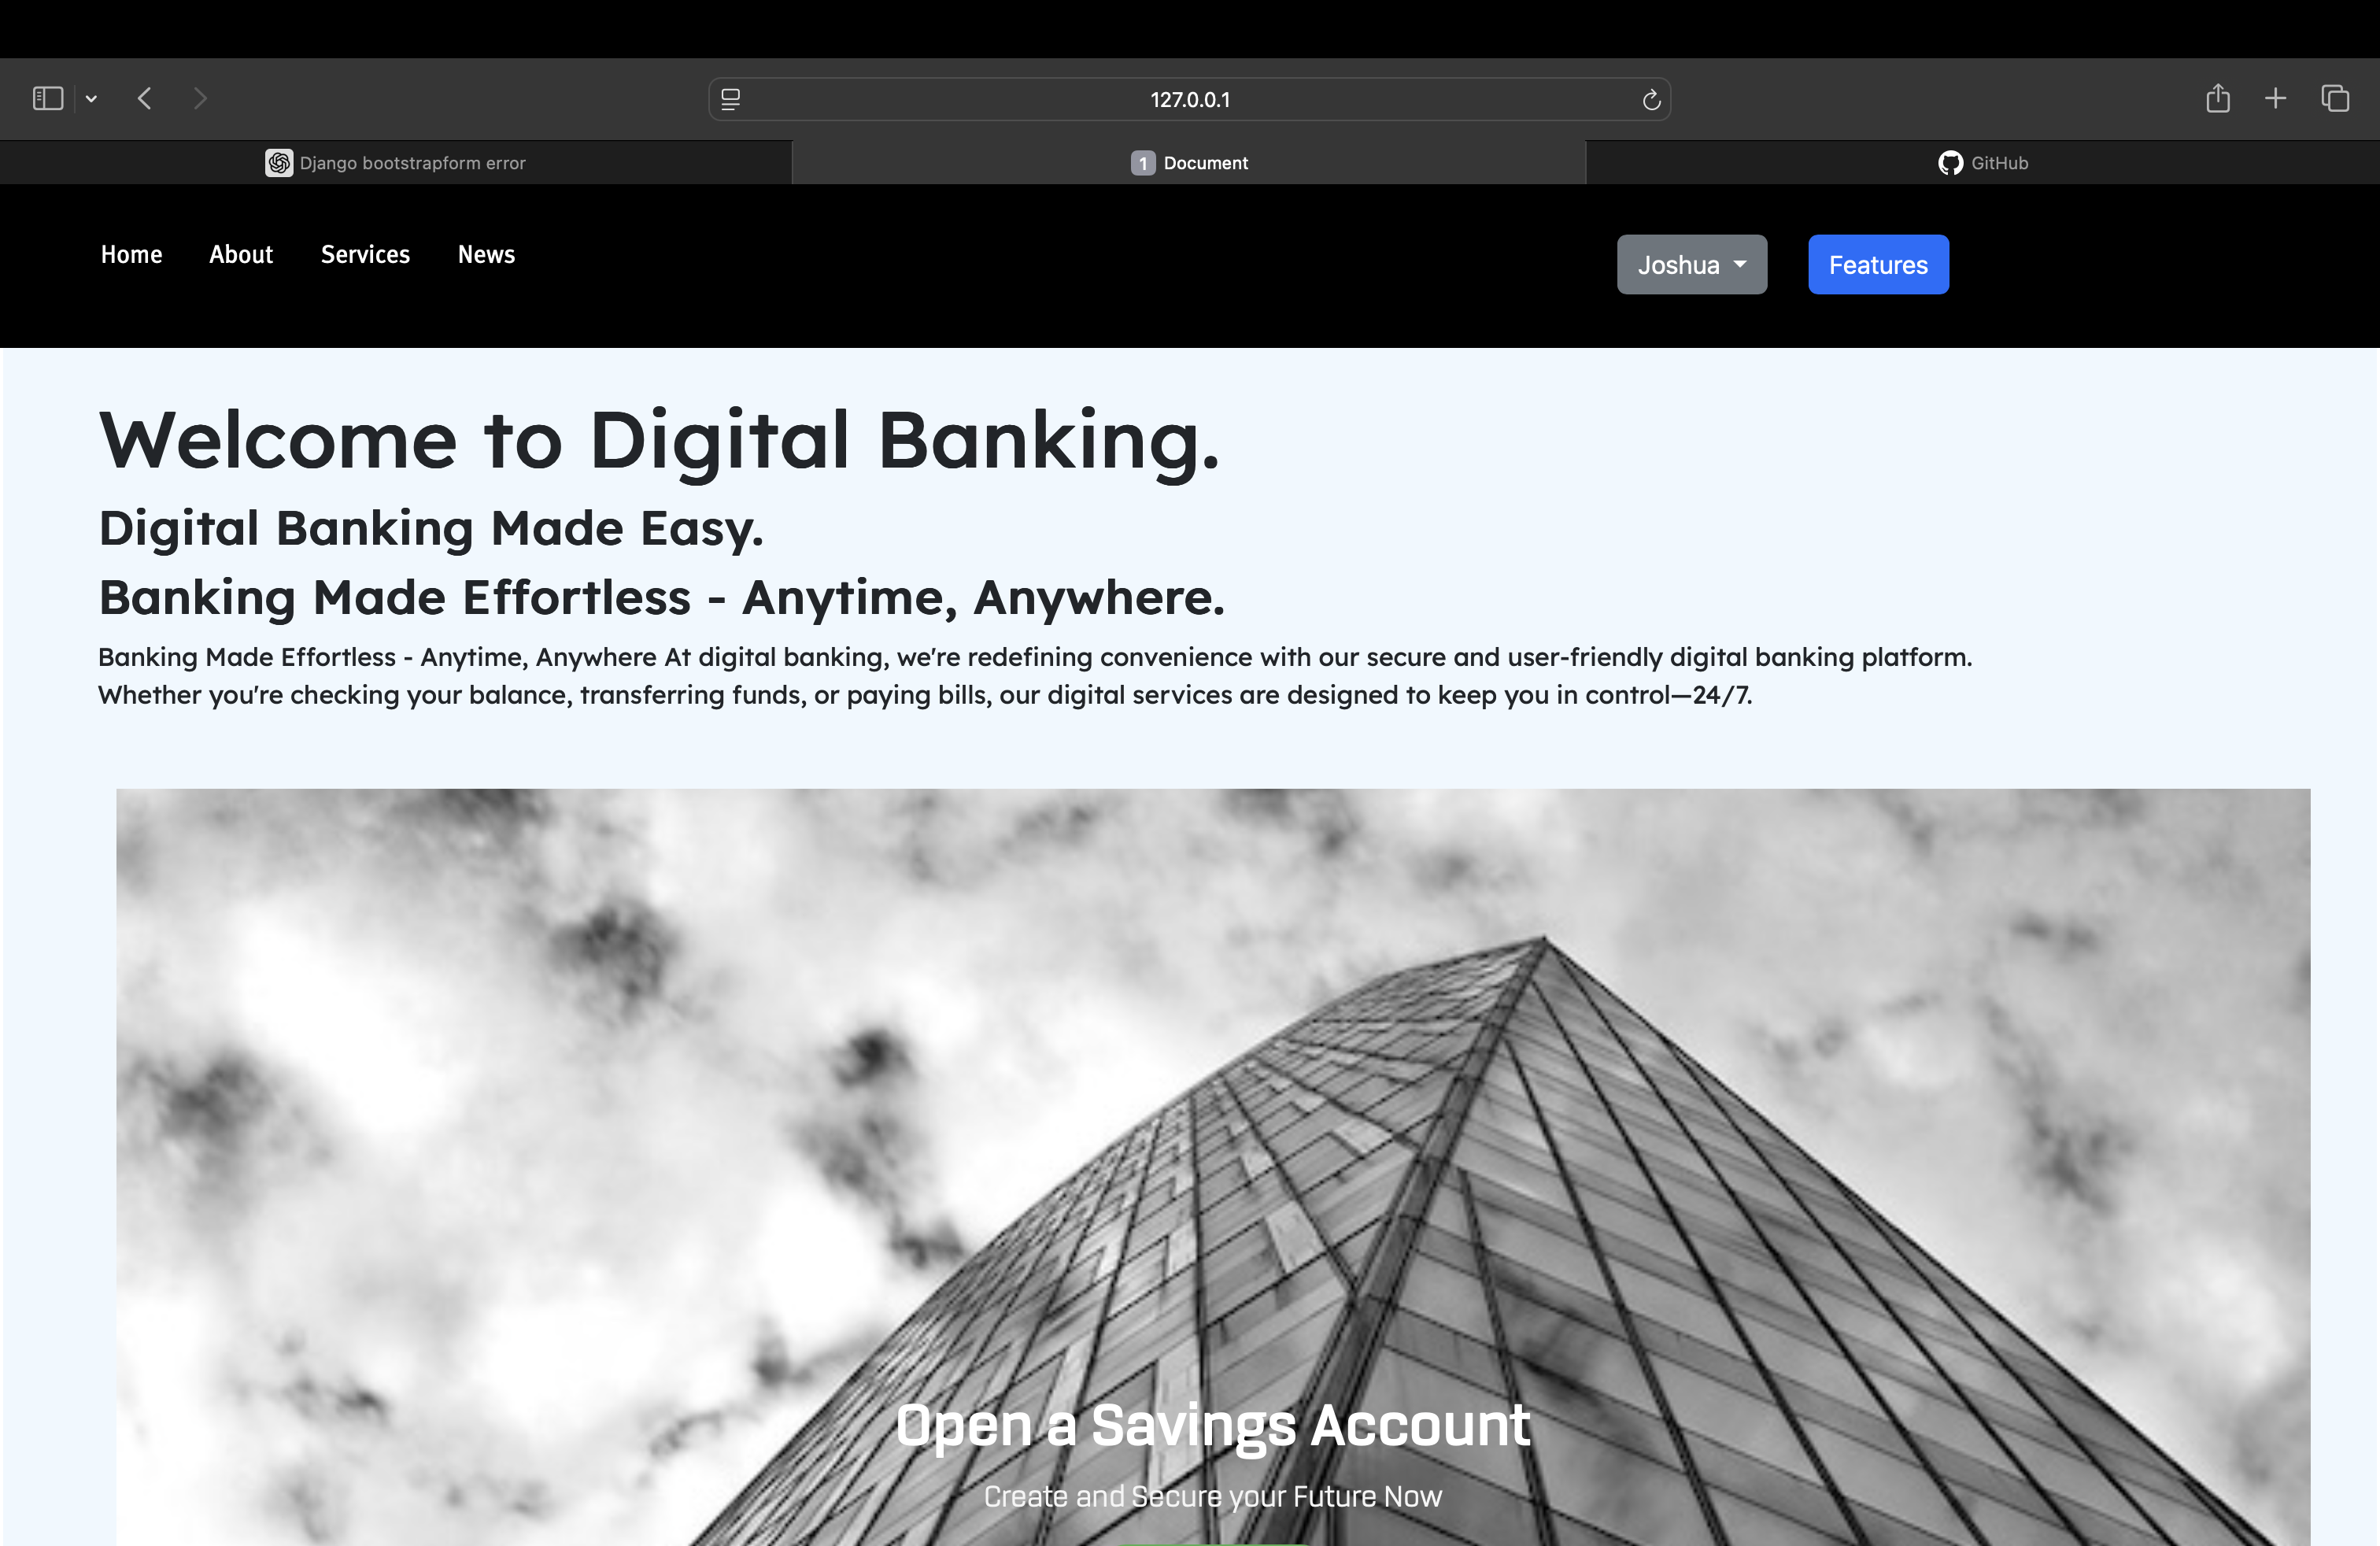 127.0.0.1
Django bootstrapform error
1 Document
GitHub
Home About Services News
Joshua Features
Welcome to Digital Banking.
Digital Banking Made Easy.
Banking Made Effortless - Anytime, Anywhere.
Banking Made Effortless - Anytime, Anywhere At digital banking, we're redefining convenience with our secure and user-friendly digital banking platform.
Whether you're checking your balance, transferring funds, or paying bills, our digital services are designed to keep you in control—24/7.
Open a Savings Account
Create and Secure your Future Now